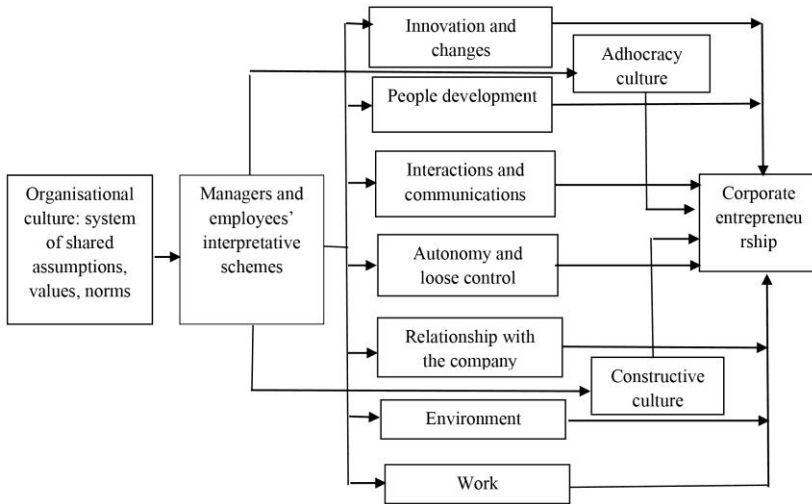 Innovation and
changes
Adhocracy
culture
People development
Interactions and
communications
Organisational
culture: system
of shared
assumptions,
values, norms
Managers and
employees’
interpretative
schemes
Corporate
entrepreneu
rship
Autonomy and
loose control
Relationship with
the company
Constructive
culture
Environment
Work